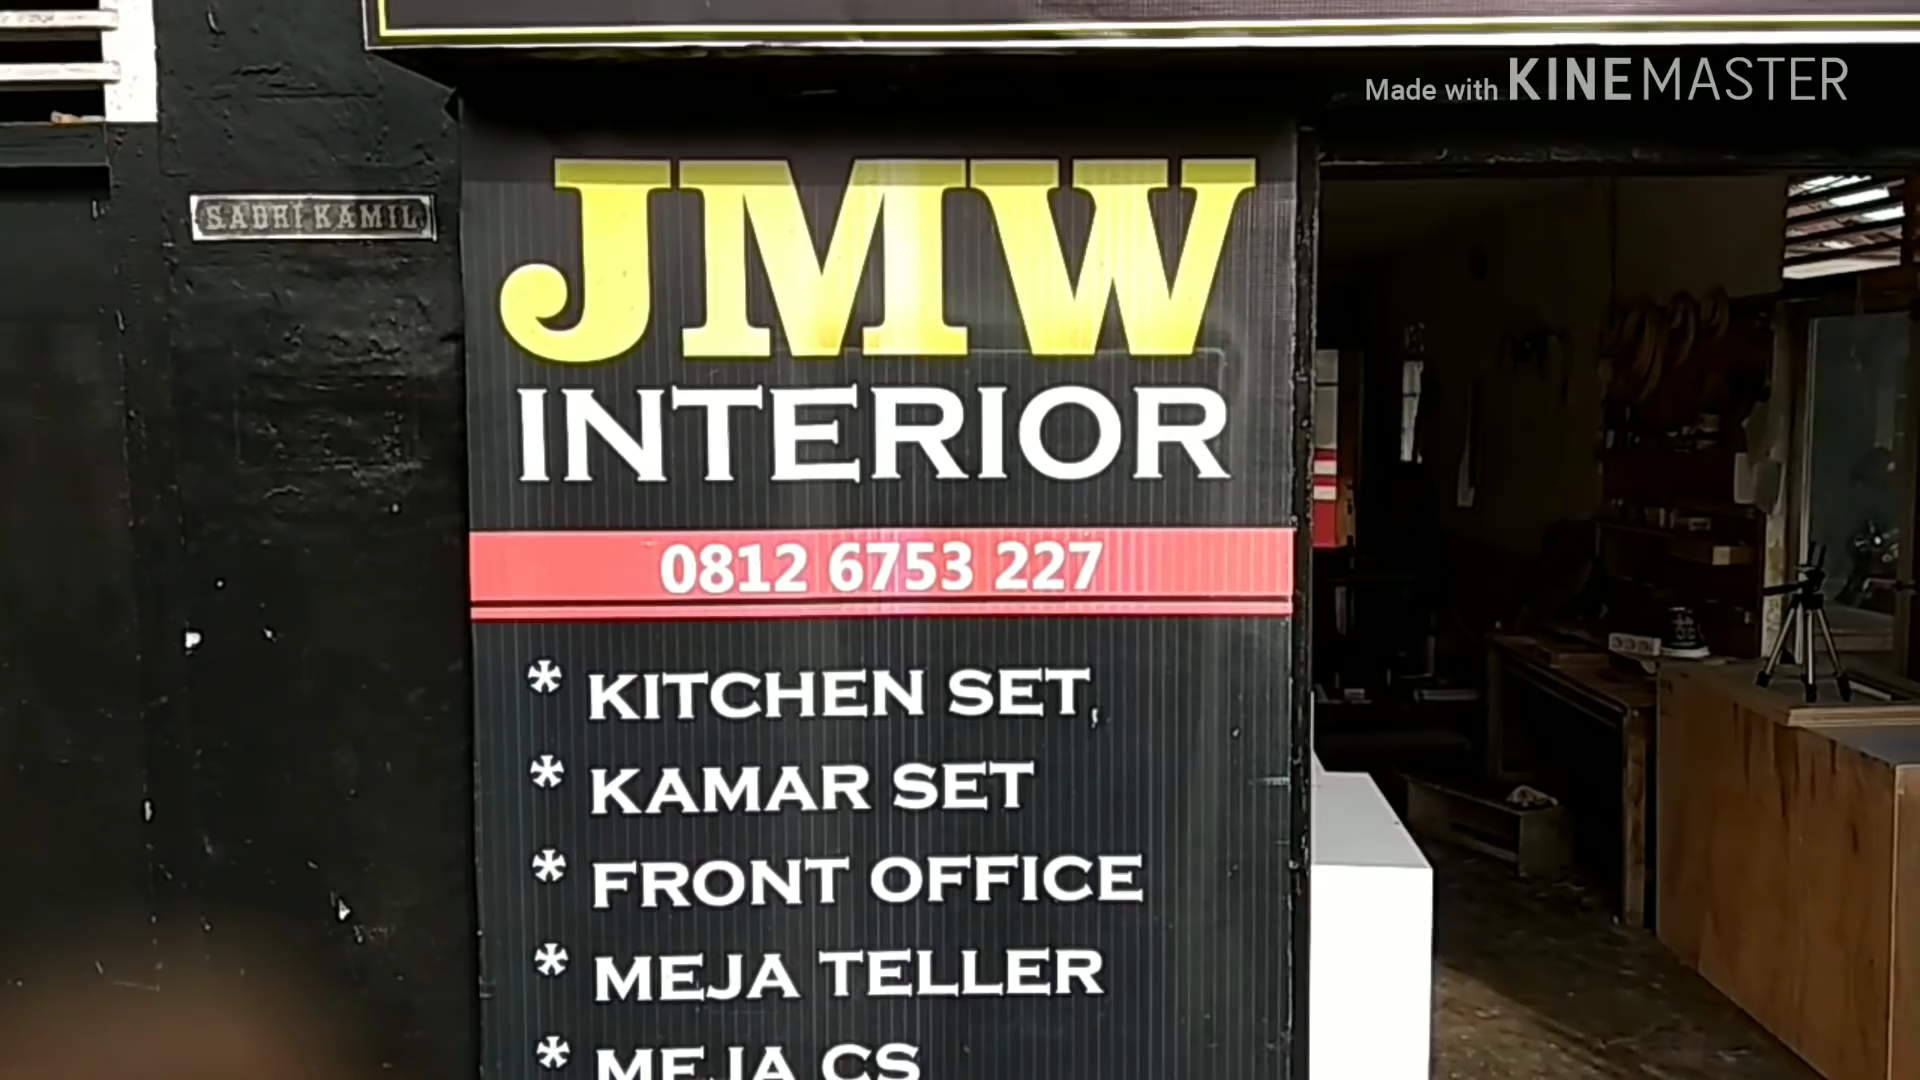 Made with KINEMASTER
SADRI KAMIL
JMW
INTERIOR
0812 6753 227
* KITCHEN SET,
* KAMAR SET
* FRONT OFFICE
* MEJA TELLER
* MEJA CS